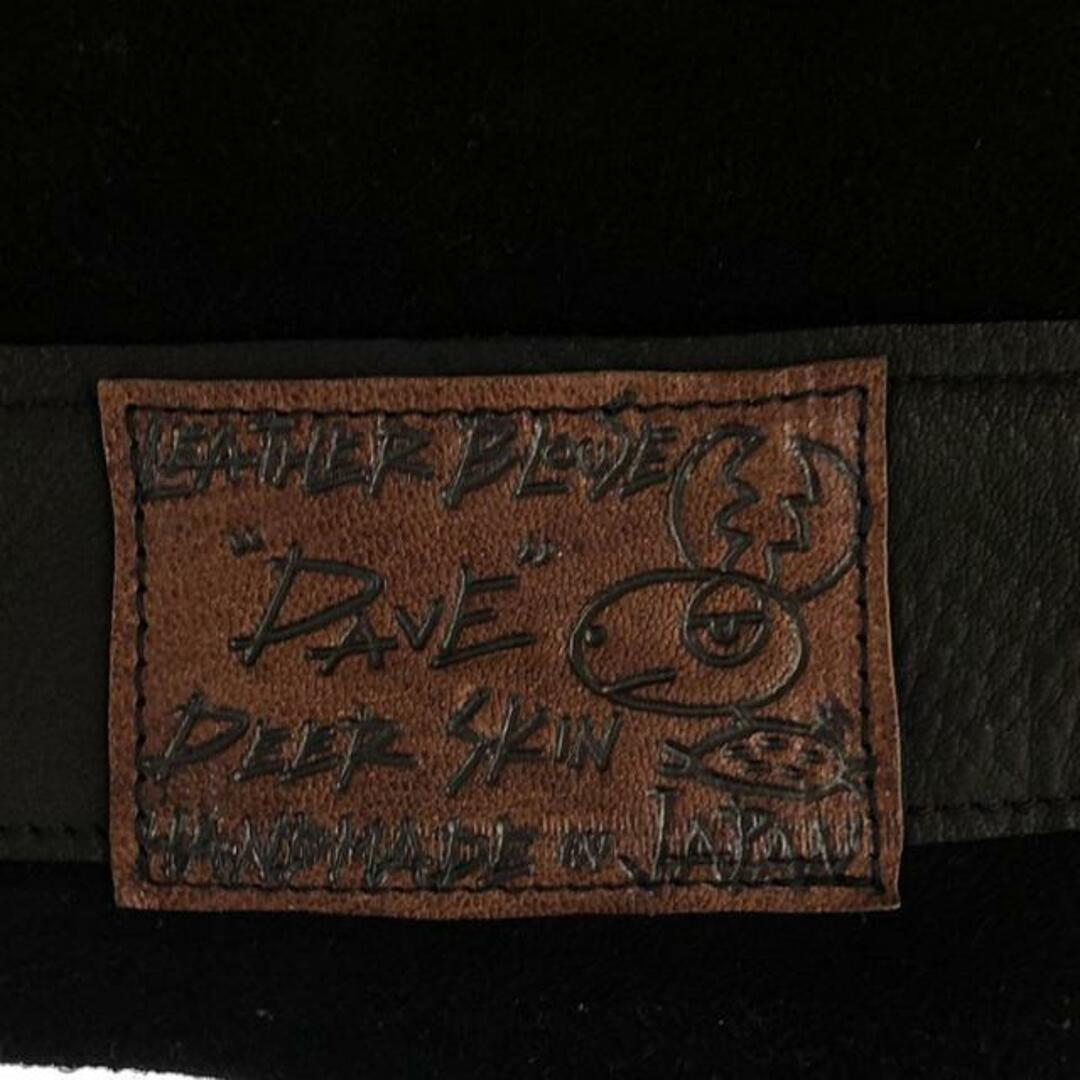 LEATHER BLOUSE
"DAVE"
DEER SKIN
HANDMADE IN JAPAN